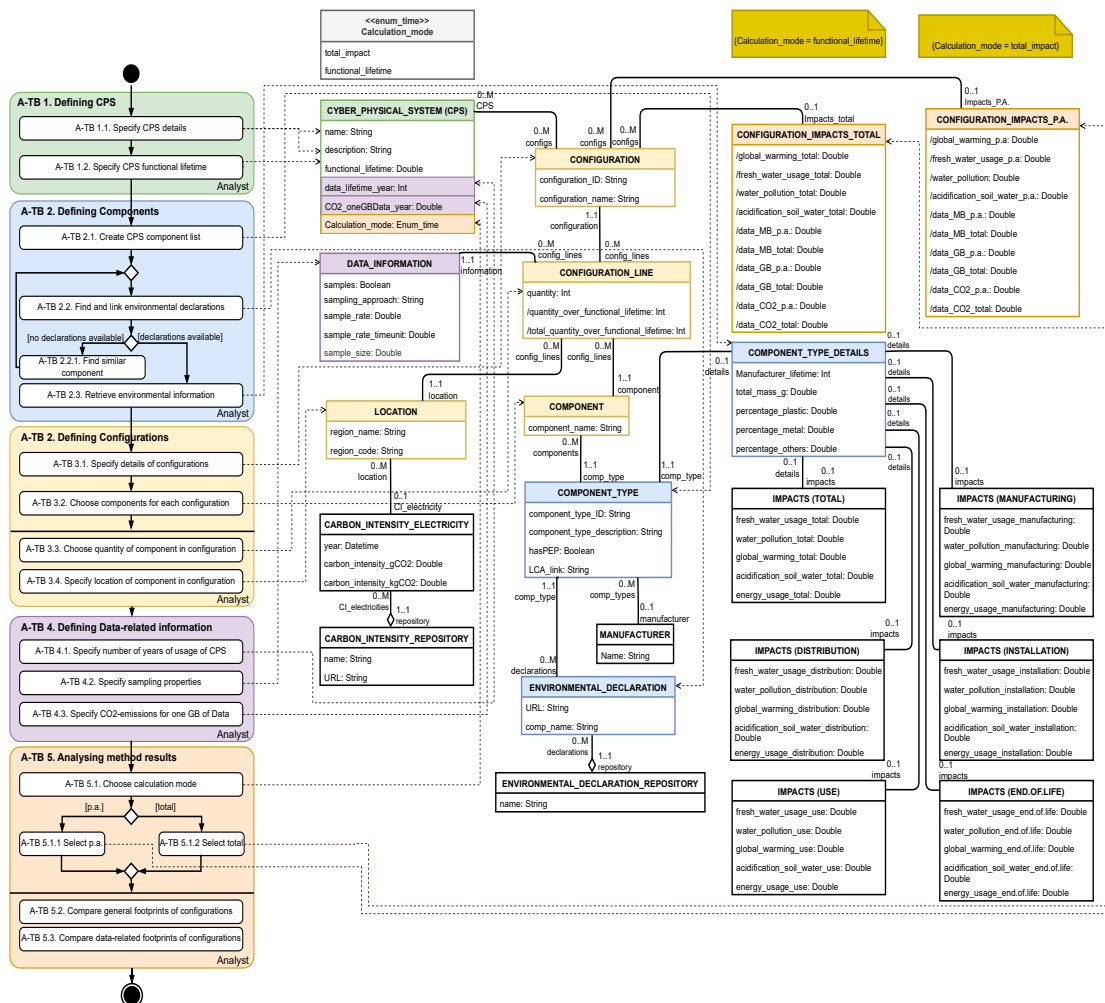 <<enum_time>>
Calculation_mode
total_impact
functional_lifetime
{Calculation_mode = functional_lifetime}
{Calculation_mode = total_impact}
A-TB 1. Defining CPS
A-TB 1.1. Specify CPS details
A-TB 1.2. Specify CPS functional lifetime
Analyst
A-TB 2. Defining Components
A-TB 2.1. Create CPS component list
A-TB 2.2. Find and link environmental declarations
[no declarations available]
[declarations available]
A-TB 2.2.1. Find similar
component
A-TB 2.3. Retrieve environmental information
Analyst
A-TB 2. Defining Configurations
A-TB 3.1. Specify details of configurations
A-TB 3.2. Choose components for each configuration
A-TB 3.3. Choose quantity of component in configuration
A-TB 3.4. Specify location of component in configuration
Analyst
A-TB 4. Defining Data-related information
A-TB 4.1. Specify number of years of usage of CPS
A-TB 4.2. Specify sampling properties
A-TB 4.3. Specify CO2-emissions for one GB of Data
Analyst
A-TB 5. Analysing method results
A-TB 5.1. Choose calculation mode
[p.a.]
[total]
A-TB 5.1.1 Select p.a.
A-TB 5.1.2 Select total
A-TB 5.2. Compare general footprints of configurations
A-TB 5.3. Compare data-related footprints of configurations
Analyst
CYBER_PHYSICAL_SYSTEM (CPS)
name: String
description: String
functional_lifetime: Double
data_lifetime_year: Int
CO2_oneGBData_year: Double
Calculation_mode: Enum_time
0..M
CPS
0..M
configs
0..M
configs
0..M
configs
0..1
Impacts_total
0..1
Impacts_P.A.
CONFIGURATION
configuration_ID: String
configuration_name: String
1..1
configuration
0..M
config_lines
0..M
config_lines
CONFIGURATION_IMPACTS_TOTAL
/global_warming_total: Double
/fresh_water_usage_total: Double
/water_pollution_total: Double
/acidification_soil_water_total: Double
/data_MB_p.a.: Double
/data_MB_total: Double
/data_GB_p.a.: Double
/data_GB_total: Double
/data_CO2_p.a.: Double
/data_CO2_total: Double
CONFIGURATION_IMPACTS_P.A.
/global_warming_p.a: Double
/fresh_water_usage_p.a: Double
/water_pollution: Double
/acidification_soil_water_p.a.: Double
/data_MB_p.a.: Double
/data_MB_total: Double
/data_GB_p.a.: Double
/data_GB_total: Double
/data_CO2_p.a.: Double
/data_CO2_total: Double
DATA_INFORMATION
samples: Boolean
sampling_approach: String
sample_rate: Double
sample_rate_timeunit: Double
sample_size: Double
1..1
information
CONFIGURATION_LINE
quantity: Int
/quantity_over_functional_lifetime: Int
/total_quantity_over_functional_lifetime: Int
0..M
config_lines
0..M
config_lines
1..1
location
1..1
component
LOCATION
region_name: String
region_code: String
0..M
location
0..1
CI_electricity
COMPONENT
component_name: String
0..M
components
1..1
comp_type
1..1
comp_type
0..1
details
COMPONENT_TYPE_DETAILS
Manufacturer_lifetime: Int
total_mass_g: Double
percentage_plastic: Double
percentage_metal: Double
percentage_others: Double
0..1
details
0..1
details
0..1
details
0..1
details
0..1
details
0..1
details
1..1
impacts
0..1
impacts
CARBON_INTENSITY_ELECTRICITY
year: Datetime
carbon_intensity_gCO2: Double
carbon_intensity_kgCO2: Double
0..M
CI_electricities
1..1
repository
CARBON_INTENSITY_REPOSITORY
name: String
URL: String
COMPONENT_TYPE
component_type_ID: String
component_type_description: String
hasPEP: Boolean
LCA_link: String
1..1
comp_type
0..M
comp_types
0..1
manufacturer
MANUFACTURER
Name: String
0..M
declarations
ENVIRONMENTAL_DECLARATION
URL: String
comp_name: String
0..M
declarations
1..1
repository
ENVIRONMENTAL_DECLARATION_REPOSITORY
name: String
IMPACTS (TOTAL)
fresh_water_usage_total: Double
water_pollution_total: Double
global_warming_total: Double
acidification_soil_water_total: Double
energy_usage_total: Double
IMPACTS (MANUFACTURING)
fresh_water_usage_manufacturing:
Double
water_pollution_manufacturing: Double
global_warming_manufacturing: Double
acidification_soil_water_manufacturing:
Double
energy_usage_manufacturing: Double
0..1
impacts
0..1
impacts
IMPACTS (DISTRIBUTION)
fresh_water_usage_distribution: Double
water_pollution_distribution: Double
global_warming_distribution: Double
acidification_soil_water_distribution:
Double
energy_usage_distribution: Double
IMPACTS (INSTALLATION)
fresh_water_usage_installation: Double
water_pollution_installation: Double
global_warming_installation: Double
acidification_soil_water_installation:
Double
energy_usage_installation: Double
0..1
impacts
0..1
impacts
IMPACTS (USE)
fresh_water_usage_use: Double
water_pollution_use: Double
global_warming_use: Double
acidification_soil_water_use: Double
energy_usage_use: Double
IMPACTS (END.OF.LIFE)
fresh_water_usage_end.of.life: Double
water_pollution_end.of.life: Double
global_warming_end.of.life: Double
acidification_soil_water_end.of.life:
Double
energy_usage_end.of.life: Double